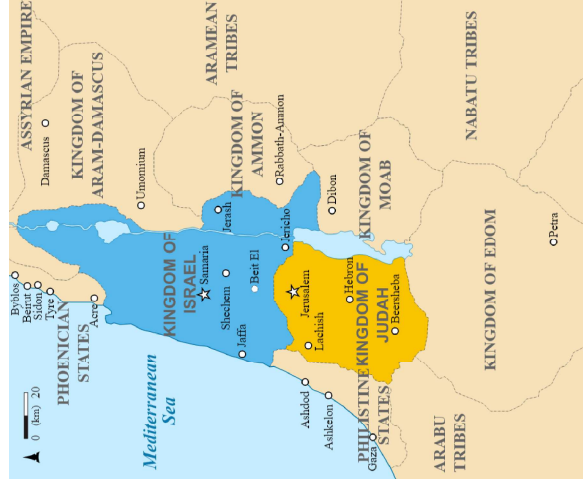 ASSYRIAN EMPIRE
Damascus
KINGDOM OF
ARAM-DAMASCUS
Umomium
ARAMEAN
TRIBES
Byblos
Beirut
Sidon
Tyre
PHOENICIAN
STATES
Acre
0 (km) 20
Mediterranean
Sea
KINGDOM OF
ISRAEL
Samaria
Shechem
Beit El
Jaffa
Jerash
Jericho
KINGDOM OF
AMMON
Rabbath-Ammon
NABATU TRIBES
Dibon
KINGDOM OF
MOAB
Jerusalem
Lachish
Hebron
KINGDOM OF
JUDAH
Beersheba
Ashdod
Ashkelon
PHILISTINE
STATES
Gaza
KINGDOM OF EDOM
Petra
ARABU
TRIBES